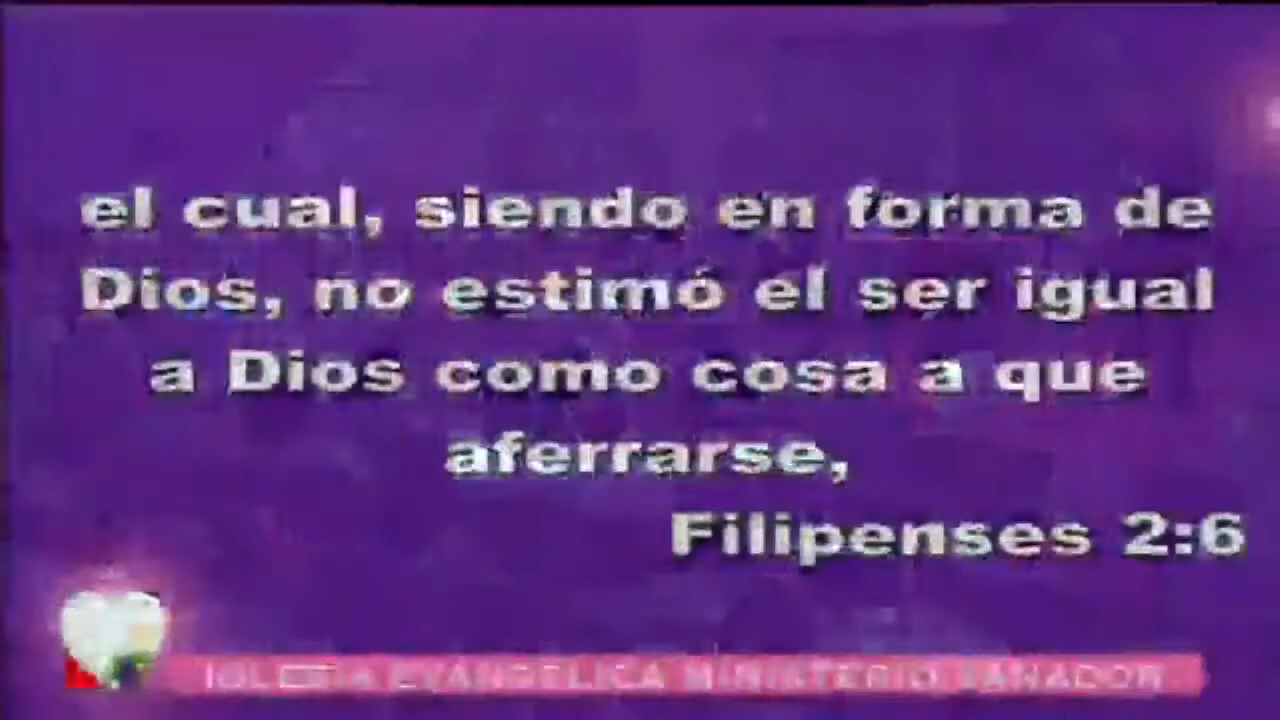 el cual, siendo en forma de
Dios, no estimó el ser igual
a Dios como cosa a que
aferrarse,
Filipenses 2:6
IGLESIA EVANGELICA MINISTERIO SANADOR